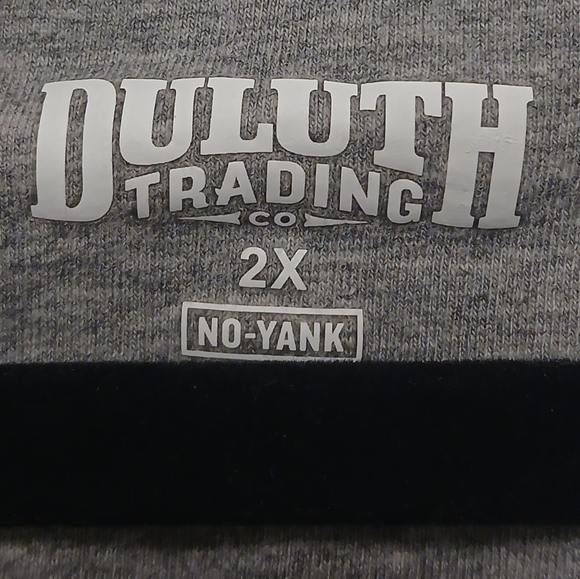 DULUTH
TRADING
CO
2X
NO-YANK